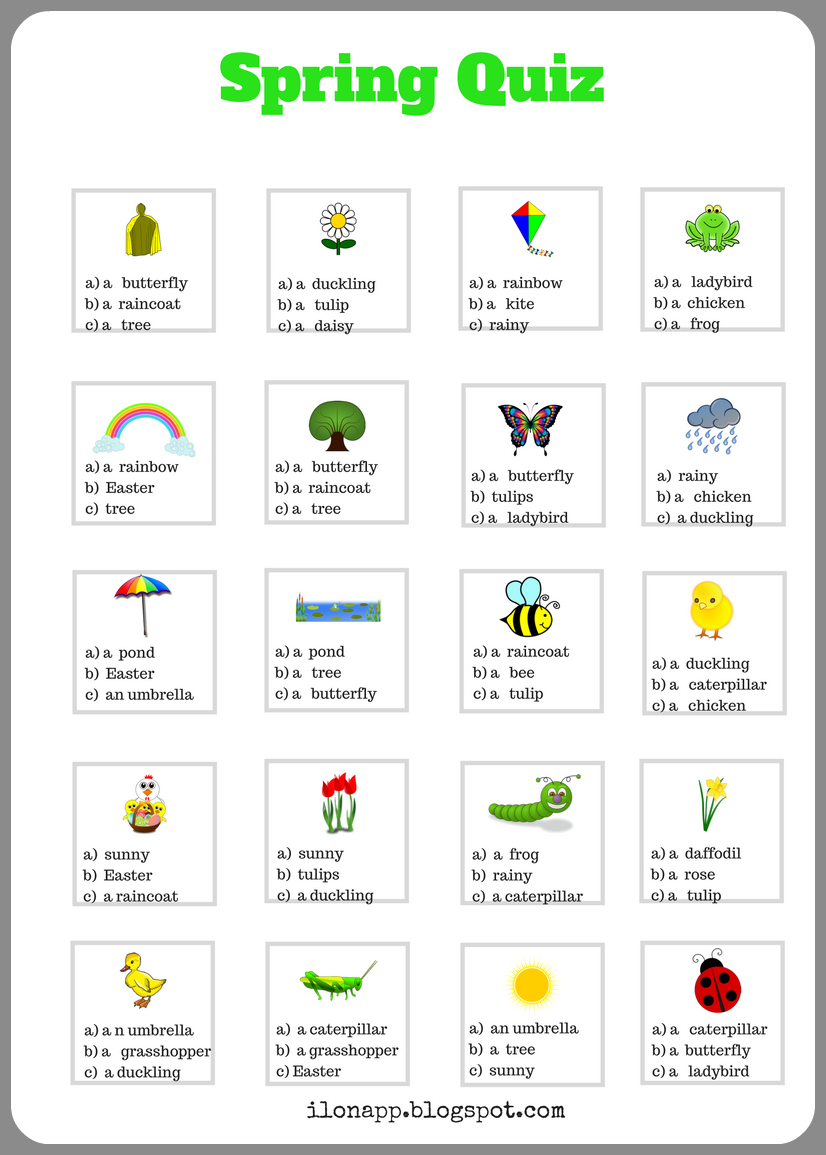 Spring Quiz
a) a butterfly
b) a raincoat
c) a tree
a) a duckling
b) a tulip
c) a daisy
a) a rainbow
b) a kite
c) rainy
a) a ladybird
b) a chicken
c) a frog
a) a rainbow
b) Easter
c) tree
a) a butterfly
b) a raincoat
c) a tree
a) a butterfly
b) tulips
c) a ladybird
a) rainy
b) a chicken
c) a duckling
a) a pond
b) Easter
c) an umbrella
a) a pond
b) a tree
c) a butterfly
a) a raincoat
b) a bee
c) a tulip
a) a duckling
b) a caterpillar
c) a chicken
a) sunny
b) Easter
c) a raincoat
a) sunny
b) tulips
c) a duckling
a) a frog
b) rainy
c) a caterpillar
a) a daffodil
b) a rose
c) a tulip
a) a n umbrella
b) a grasshopper
c) a duckling
a) a caterpillar
b) a grasshopper
c) Easter
a) an umbrella
b) a tree
c) sunny
a) a caterpillar
b) a butterfly
c) a ladybird
ilonapp.blogspot.com